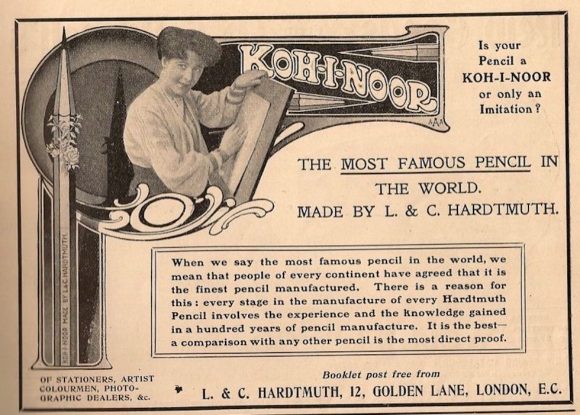 KOH-I-NOOR
Is your
Pencil a
KOH-I-NOOR
or only an
Imitation?
THE MOST FAMOUS PENCIL IN
THE WORLD.
MADE BY L. & C. HARDTMUTH.
KOH-I-NOOR MADE BY L.&C.HARDTMUTH.
When we say the most famous pencil in the world, we
mean that people of every continent have agreed that it is
the finest pencil manufactured. There is a reason for
this: every stage in the manufacture of every Hardtmuth
Pencil involves the experience and the knowledge gained
in a hundred years of pencil manufacture. It is the best—
a comparison with any other pencil is the most direct proof.
OF STATIONERS, ARTIST
COLOURMEN, PHOTO-
GRAPHIC DEALERS, &c.
Booklet post free from
L. & C. HARDTMUTH, 12, GOLDEN LANE, LONDON, E.C.